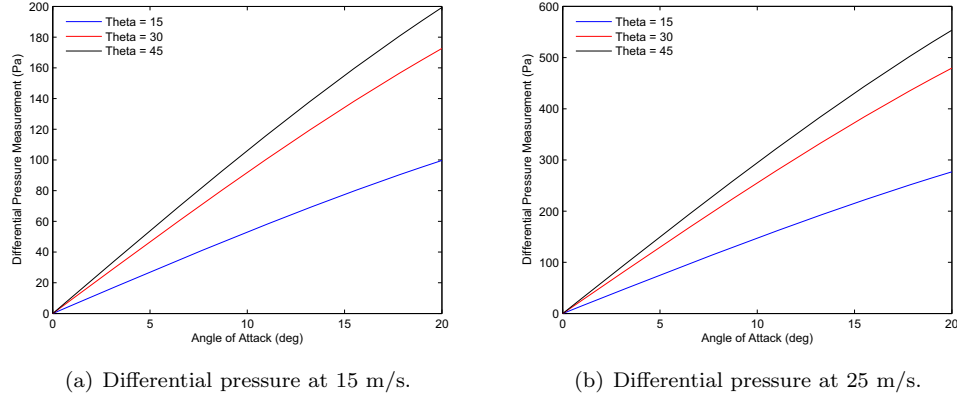 200
180
160
140
120
100
80
60
40
20
0
Differential Pressure Measurement (Pa)
Theta = 15
Theta = 30
Theta = 45
0 5 10 15 20
Angle of Attack (deg)
(a) Differential pressure at 15 m/s.
600
500
400
300
200
100
0
Differential Pressure Measurement (Pa)
Theta = 15
Theta = 30
Theta = 45
0 5 10 15 20
Angle of Attack (deg)
(b) Differential pressure at 25 m/s.